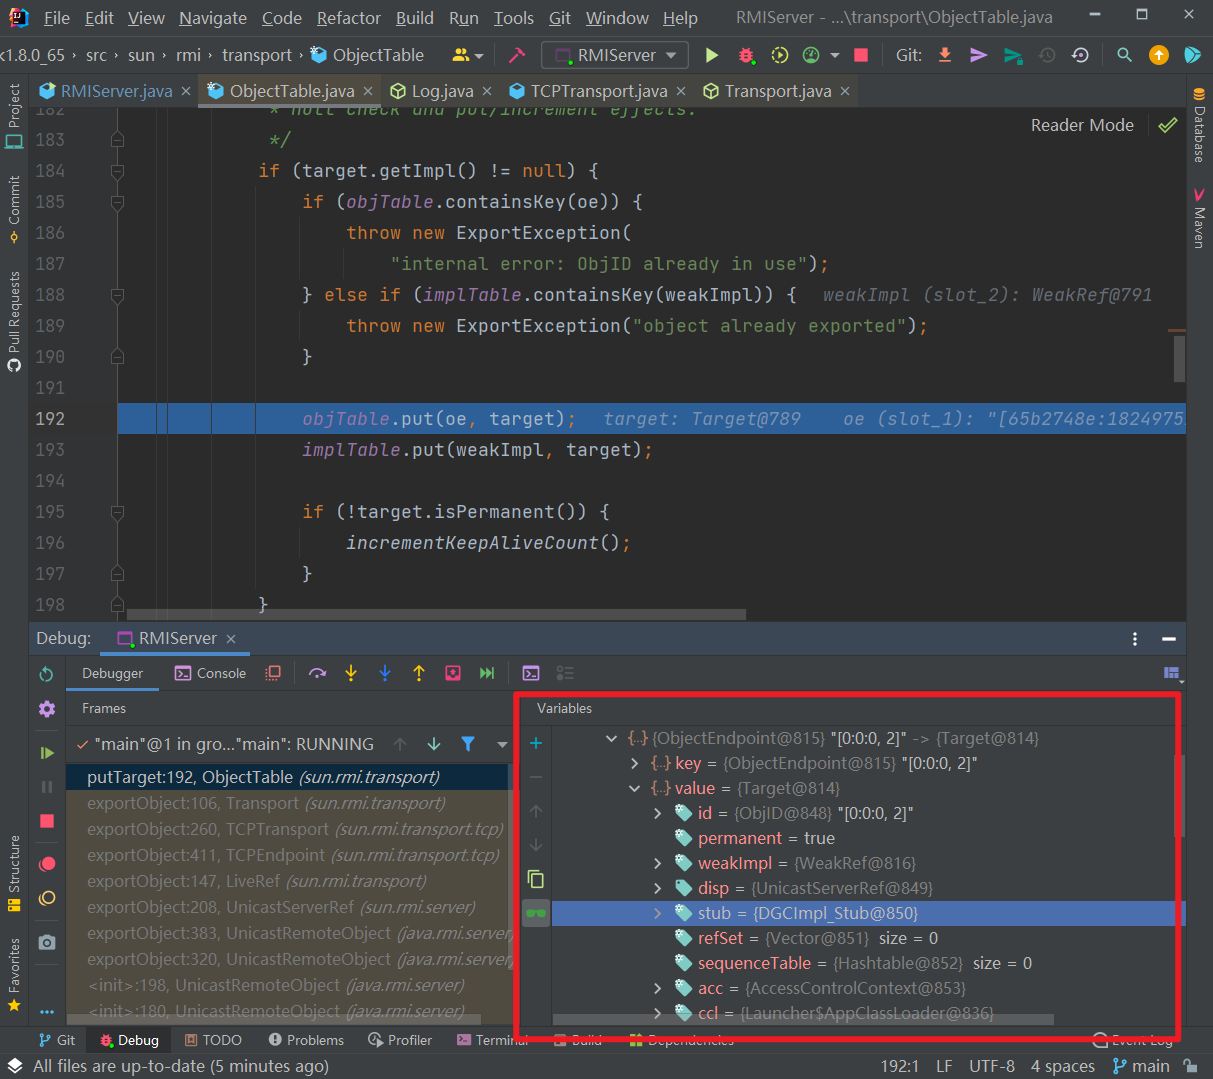 File Edit View Navigate Code Refactor Build Run Tools Git Window Help RMIServer - ...\transport\ObjectTable.java
k1.8.0_65 src sun rmi transport ObjectTable RMIServer Git:
RMIServer.java ObjectTable.java Log.java TCPTransport.java Transport.java
Reader Mode
182 * null check and put/increment effects.
183 */
184 if (target.getImpl() != null) {
185 if (objTable.containsKey(oe)) {
186 throw new ExportException(
187 "internal error: ObjID already in use");
188 } else if (implTable.containsKey(weakImpl)) { weakImpl (slot_2): WeakRef@791
189 throw new ExportException("object already exported");
190 }
191
192 objTable.put(oe, target); target: Target@789 oe (slot_1): "[65b2748e:1824975
193 implTable.put(weakImpl, target);
194
195 if (!target.isPermanent()) {
196 incrementKeepAliveCount();
197 }
198 }
Project
Commit
Pull Requests
Structure
Favorites
Database
Maven
Debug: RMIServer
Debugger Console
Frames
"main"@1 in gro..."main": RUNNING
putTarget:192, ObjectTable (sun.rmi.transport)
exportObject:106, Transport (sun.rmi.transport)
exportObject:260, TCPTransport (sun.rmi.transport.tcp)
exportObject:411, TCPEndpoint (sun.rmi.transport.tcp)
exportObject:147, LiveRef (sun.rmi.transport)
exportObject:208, UnicastServerRef (sun.rmi.server)
exportObject:383, UnicastRemoteObject (java.rmi.server)
exportObject:320, UnicastRemoteObject (java.rmi.server)
<init>:198, UnicastRemoteObject (java.rmi.server)
<init>:180, UnicastRemoteObject (java.rmi.server)
Variables
{ObjectEndpoint@815} "[0:0:0, 2]" -> {Target@814}
key = {ObjectEndpoint@815} "[0:0:0, 2]"
value = {Target@814}
id = {ObjID@848} "[0:0:0, 2]"
permanent = true
weakImpl = {WeakRef@816}
disp = {UnicastServerRef@849}
stub = {DGCImpl_Stub@850}
refSet = {Vector@851} size = 0
sequenceTable = {Hashtable@852} size = 0
acc = {AccessControlContext@853}
ccl = {Launcher$AppClassLoader@836}
Git Debug TODO Problems Profiler Terminal Build Dependencies Event Log
All files are up-to-date (5 minutes ago) 192:1 LF UTF-8 4 spaces main